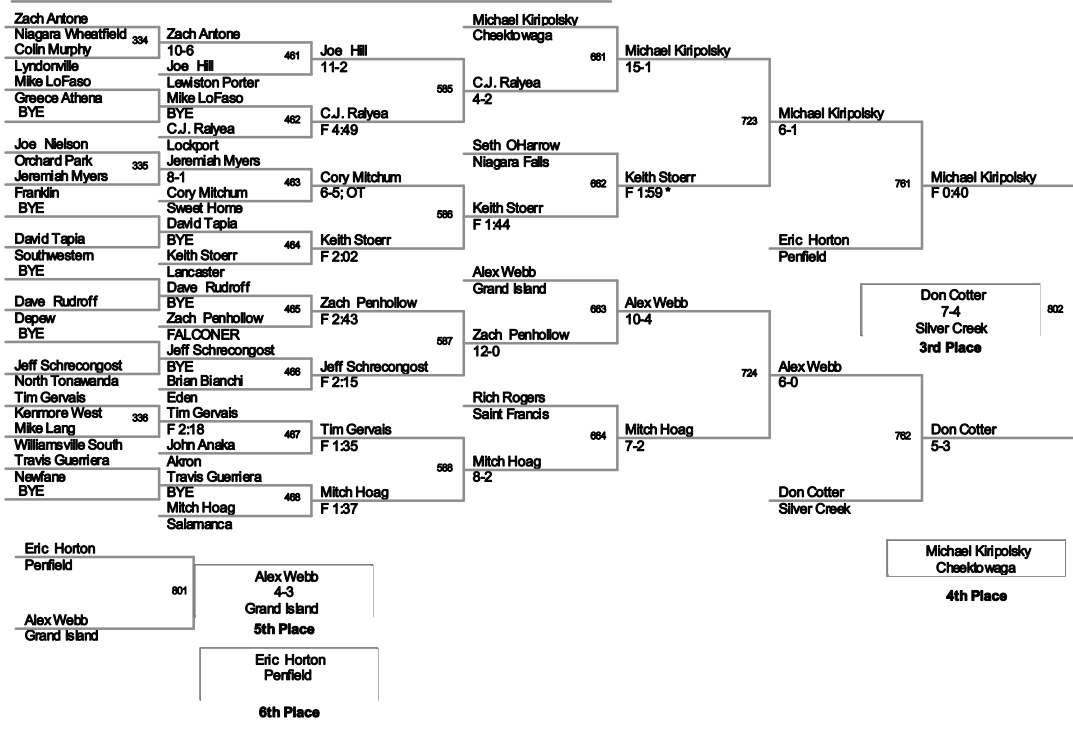 Zach Antone
Niagara Wheatfield 334
Colin Murphy
Lyndonville
Mike LoFaso
Greece Athena
BYE
Joe Nielson
Orchard Park 335
Jeremiah Myers
Franklin
BYE
David Tapia
Southwestern
BYE
Dave Rudroff
Depew
BYE
Jeff Schrecongost
North Tonawanda
Tim Gervais
Kenmore West 336
Mike Lang
Williamsville South
Travis Guerriera
Newfane
BYE
Zach Antone
10-6 461
Joe Hill
Lewiston Porter
Mike LoFaso
BYE 462
C.J. Ralyea
Lockport
Jeremiah Myers
8-1 463
Cory Mitchum
Sweet Home
David Tapia
BYE 464
Keith Stoerr
Lancaster
Dave Rudroff
BYE 465
Zach Penhollow
FALCONER
Jeff Schrecongost
BYE 466
Brian Bianchi
Eden
Tim Gervais
F 2:18 467
John Anaka
Akron
Travis Guerriera
BYE 468
Mitch Hoag
Salamanca
Joe Hill
11-2
585
C.J. Ralyea
F 4:49
Cory Mitchum
6-5; OT
586
Keith Stoerr
F 2:02
Zach Penhollow
F 2:43
587
Jeff Schrecongost
F 2:15
Tim Gervais
F 1:35
588
Mitch Hoag
F 1:37
Michael Kiripolsky
Cheektowaga
661
C.J. Ralyea
4-2
Seth OHarrow
Niagara Falls
662
Keith Stoerr
F 1:44
Alex Webb
Grand Island
663
Zach Penhollow
12-0
Rich Rogers
Saint Francis
664
Mitch Hoag
8-2
Michael Kiripolsky
15-1
723
Keith Stoerr
F 1:59 *
Alex Webb
10-4
724
Mitch Hoag
7-2
Michael Kiripolsky
6-1
761
Eric Horton
Penfield
Alex Webb
6-0
762
Don Cotter
Silver Creek
Michael Kiripolsky
F 0:40
Don Cotter
7-4 802
Silver Creek
3rd Place
Don Cotter
5-3
Michael Kiripolsky
Cheektowaga
4th Place
Eric Horton
Penfield
801
Alex Webb
Grand Island
Alex Webb
4-3
Grand Island
5th Place
Eric Horton
Penfield
6th Place